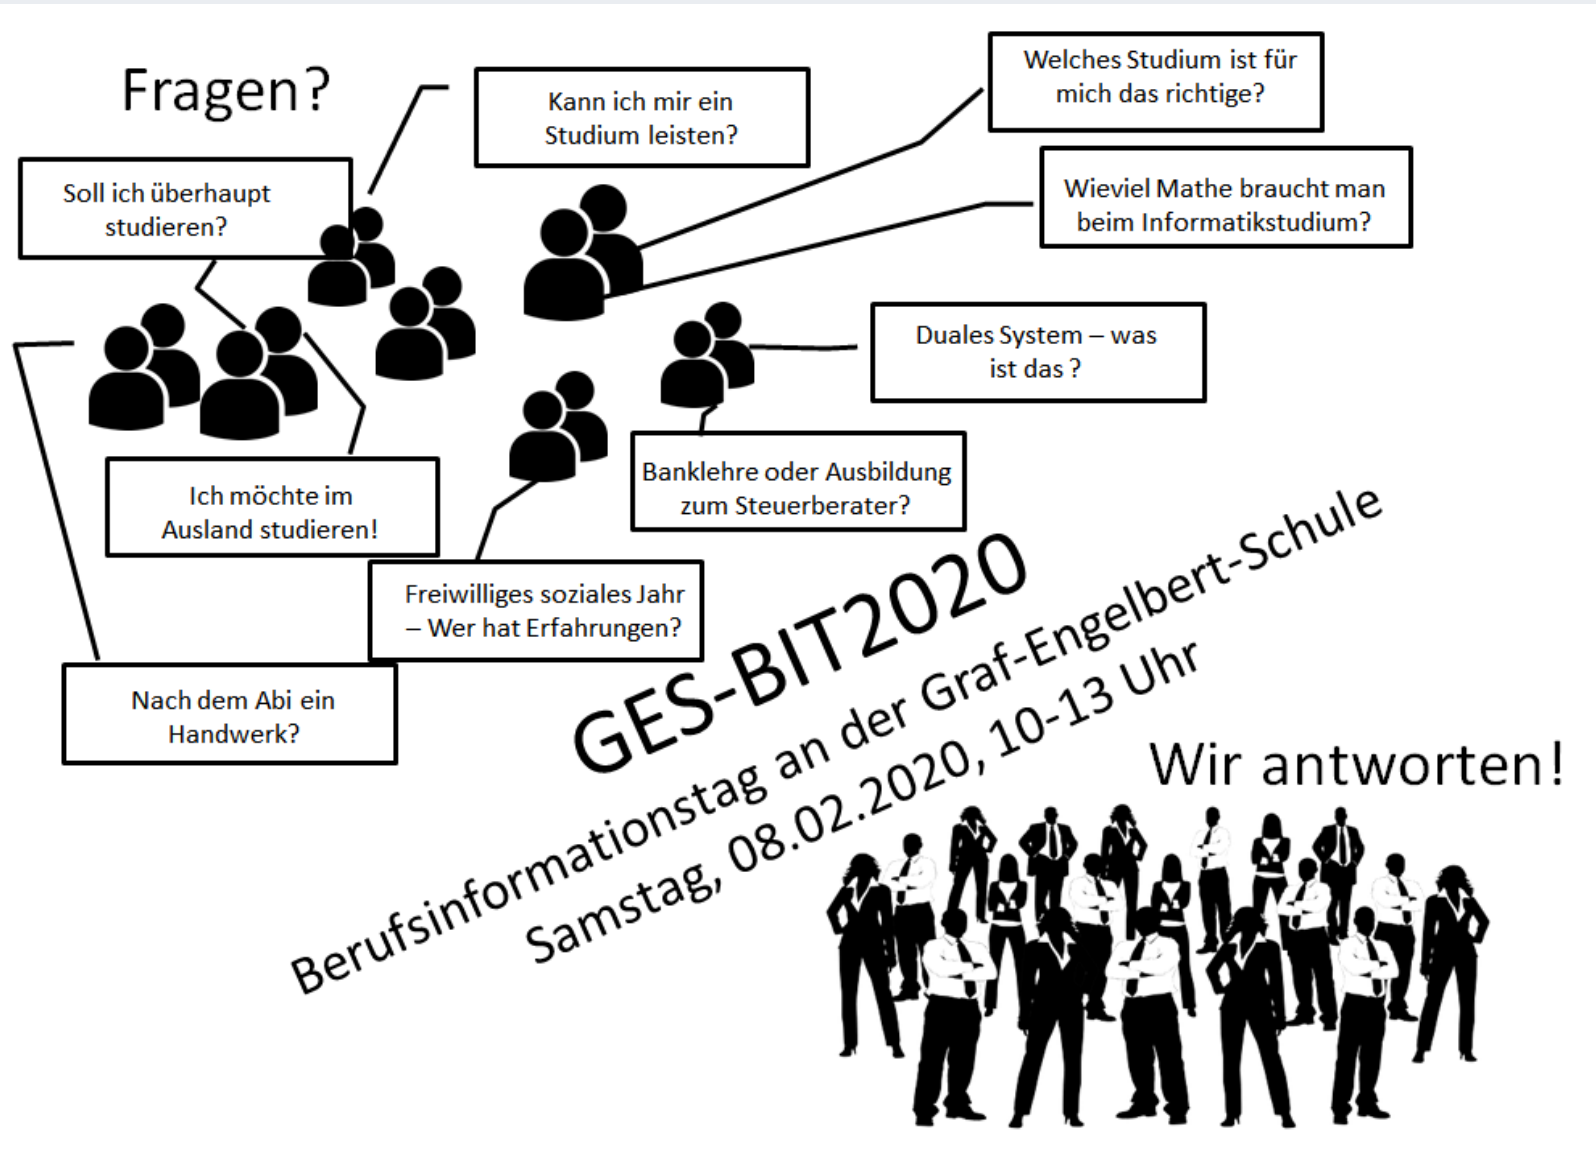 Fragen?
Kann ich mir ein
Studium leisten?
Welches Studium ist für
mich das richtige?
Soll ich überhaupt
studieren?
Wieviel Mathe braucht man
beim Informatikstudium?
Duales System – was
ist das ?
Banklehre oder Ausbildung
zum Steuerberater?
Ich möchte im
Ausland studieren!
Freiwilliges soziales Jahr
– Wer hat Erfahrungen?
Nach dem Abi ein
Handwerk?
GES-BIT2020
Berufsinformationstag an der Graf-Engelbert-Schule
Samstag, 08.02.2020, 10-13 Uhr
Wir antworten!